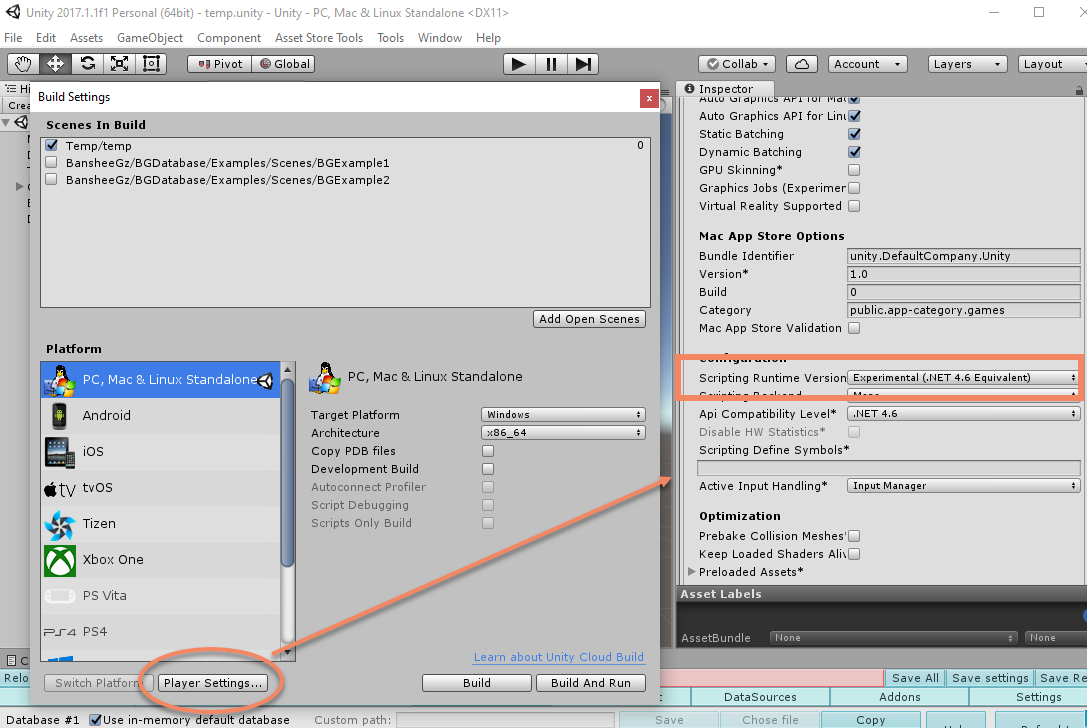 Unity 2017.1.1f1 Personal (64bit) - temp.unity - Unity - PC, Mac & Linux Standalone <DX11>
File Edit Assets GameObject Component Asset Store Tools Tools Window Help
Pivot Global Collab Account Layers Layout
Build Settings
x
Scenes In Build
Temp/temp 0
BansheeGz/BGDatabase/Examples/Scenes/BGExample1
BansheeGz/BGDatabase/Examples/Scenes/BGExample2
Add Open Scenes
Platform
PC, Mac & Linux Standalone
Android
iOS
tvOS
Tizen
Xbox One
PS Vita
PS4
PC, Mac & Linux Standalone
Target Platform Windows
Architecture x86_64
Copy PDB files
Development Build
Autoconnect Profiler
Script Debugging
Scripts Only Build
Learn about Unity Cloud Build
Switch Platform Player Settings... Build Build And Run
Inspector
Auto Graphics API for Mac
Auto Graphics API for Linu
Static Batching
Dynamic Batching
GPU Skinning*
Graphics Jobs (Experimen
Virtual Reality Supported
Mac App Store Options
Bundle Identifier unity.DefaultCompany.Unity
Version* 1.0
Build 0
Category public.app-category.games
Mac App Store Validation
Configuration
Scripting Runtime Version Experimental (.NET 4.6 Equivalent)
Scripting Backend Mono
Api Compatibility Level* .NET 4.6
Disable HW Statistics*
Scripting Define Symbols*
Active Input Handling* Input Manager
Optimization
Prebake Collision Meshes*
Keep Loaded Shaders Aliv
Preloaded Assets*
Asset Labels
AssetBundle None None
Save All Save settings Save Re
DataSources Addons Settings
Database #1 Use in-memory default database Custom path: Save Chose file Copy